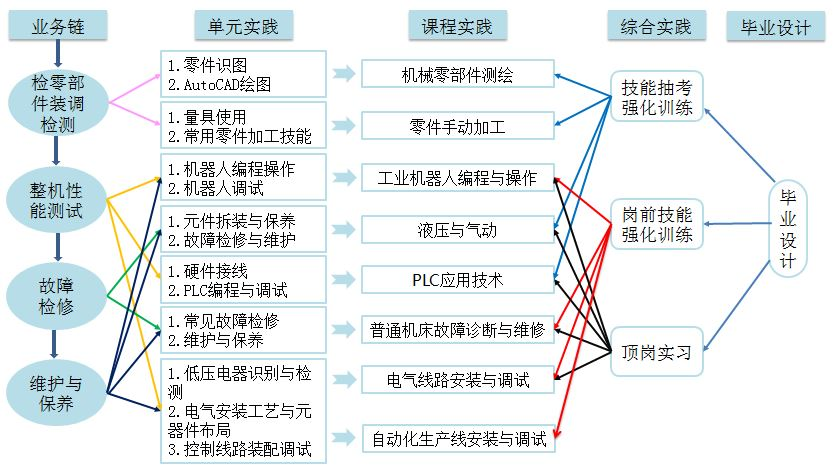 业务链
单元实践
课程实践
综合实践
毕业设计
检零部
件装调
检测
整机性
能测试
故障
检修
维护与
保养
1.零件识图
2.AutoCAD绘图
1.量具使用
2.常用零件加工技能
1.机器人编程操作
2.机器人调试
1.元件拆装与保养
2.故障检修与维护
1.硬件接线
2.PLC编程与调试
1.常见故障检修
2.维护与保养
1.低压电器识别与检
测
2.电气安装工艺与元
器件布局
3.控制线路装配调试
机械零部件测绘
零件手动加工
工业机器人编程与操作
液压与气动
PLC应用技术
普通机床故障诊断与维修
电气线路安装与调试
自动化生产线安装与调试
技能抽考
强化训练
岗前技能
强化训练
顶岗实习
毕
业
设
计